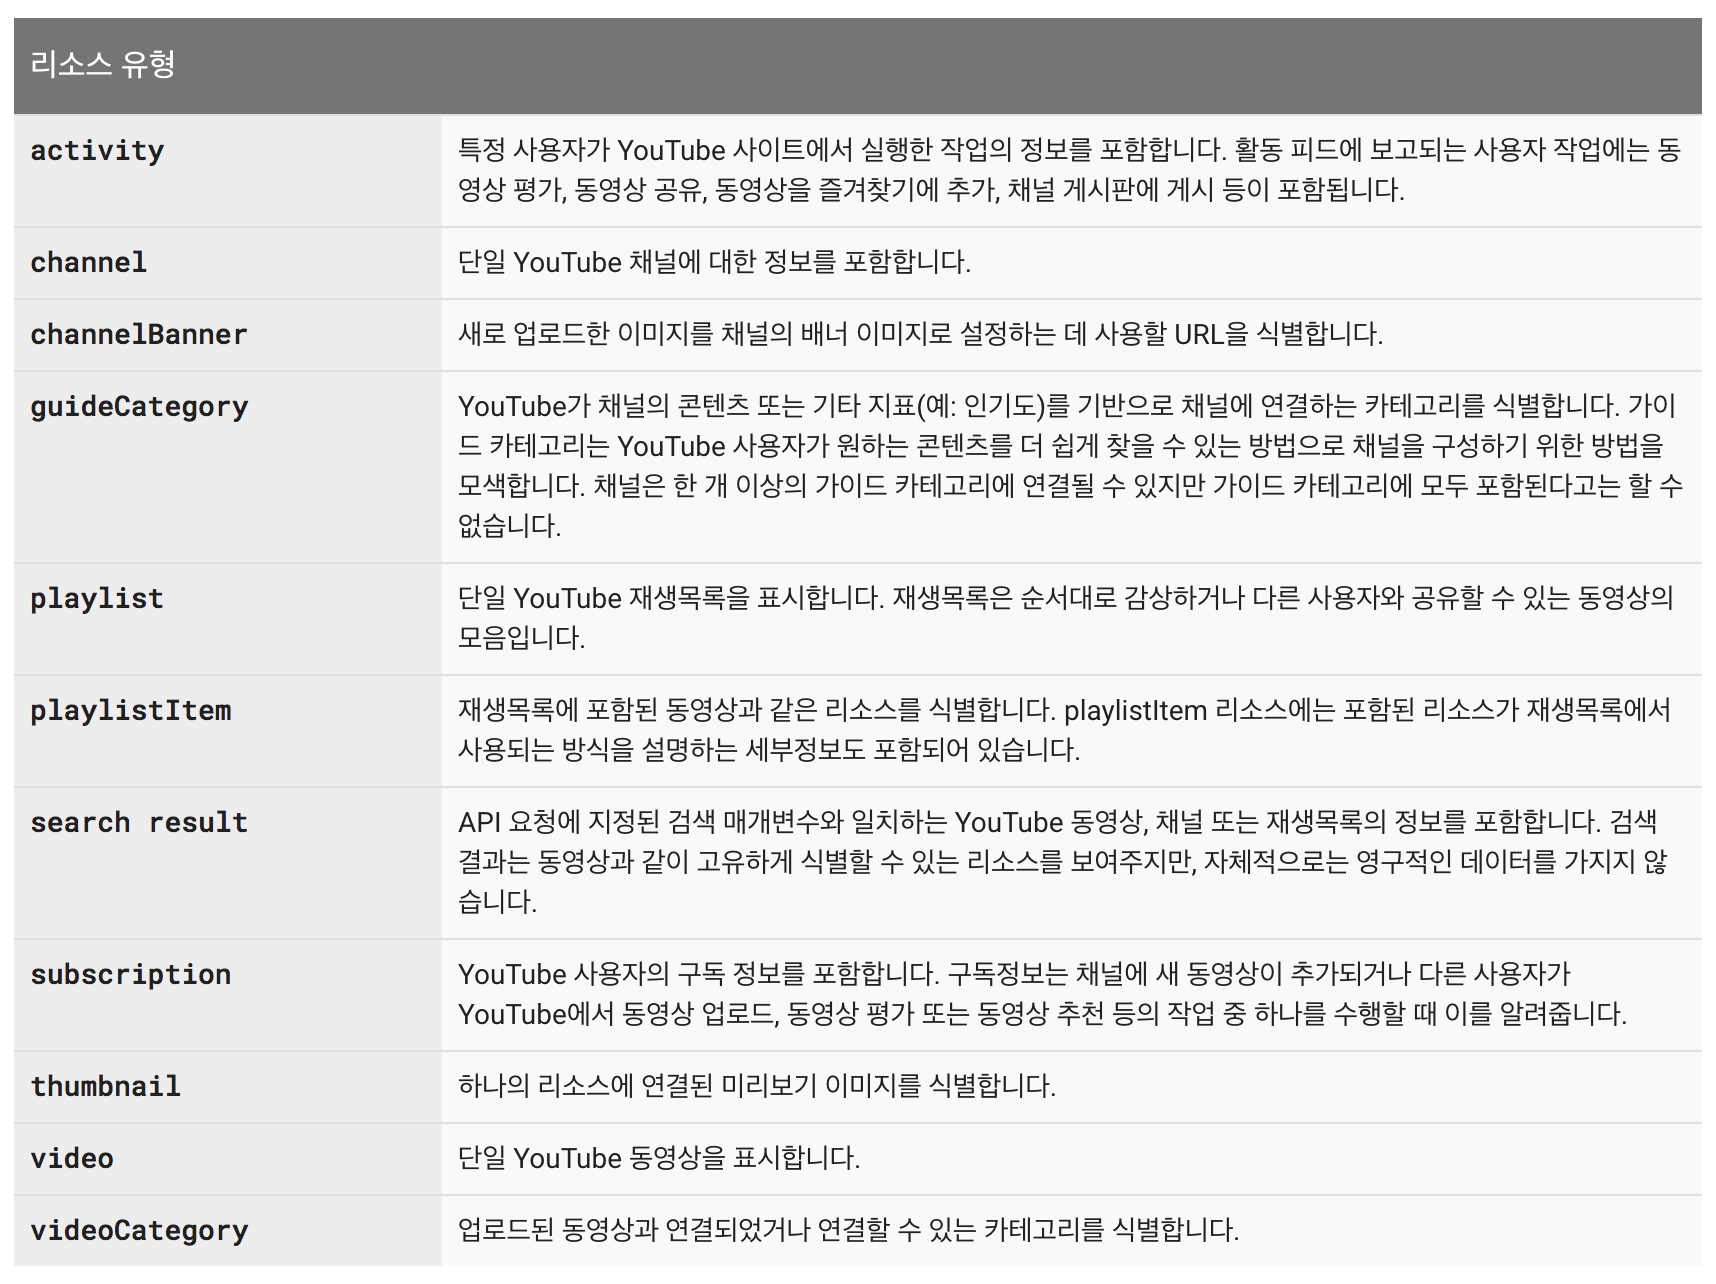 리소스 유형
activity
특정 사용자가 YouTube 사이트에서 실행한 작업의 정보를 포함합니다. 활동 피드에 보고되는 사용자 작업에는 동
영상 평가, 동영상 공유, 동영상을 즐겨찾기에 추가, 채널 게시판에 게시 등이 포함됩니다.
channel
단일 YouTube 채널에 대한 정보를 포함합니다.
channelBanner
새로 업로드한 이미지를 채널의 배너 이미지로 설정하는 데 사용할 URL을 식별합니다.
guideCategory
YouTube가 채널의 콘텐츠 또는 기타 지표(예: 인기도)를 기반으로 채널에 연결하는 카테고리를 식별합니다. 가이
드 카테고리는 YouTube 사용자가 원하는 콘텐츠를 더 쉽게 찾을 수 있는 방법으로 채널을 구성하기 위한 방법을
모색합니다. 채널은 한 개 이상의 가이드 카테고리에 연결될 수 있지만 가이드 카테고리에 모두 포함된다고는 할 수
없습니다.
playlist
단일 YouTube 재생목록을 표시합니다. 재생목록은 순서대로 감상하거나 다른 사용자와 공유할 수 있는 동영상의
모음입니다.
playlistItem
재생목록에 포함된 동영상과 같은 리소스를 식별합니다. playlistItem 리소스에는 포함된 리소스가 재생목록에서
사용되는 방식을 설명하는 세부정보도 포함되어 있습니다.
search result
API 요청에 지정된 검색 매개변수와 일치하는 YouTube 동영상, 채널 또는 재생목록의 정보를 포함합니다. 검색
결과는 동영상과 같이 고유하게 식별할 수 있는 리소스를 보여주지만, 자체적으로는 영구적인 데이터를 가지지 않
습니다.
subscription
YouTube 사용자의 구독 정보를 포함합니다. 구독정보는 채널에 새 동영상이 추가되거나 다른 사용자가
YouTube에서 동영상 업로드, 동영상 평가 또는 동영상 추천 등의 작업 중 하나를 수행할 때 이를 알려줍니다.
thumbnail
하나의 리소스에 연결된 미리보기 이미지를 식별합니다.
video
단일 YouTube 동영상을 표시합니다.
videoCategory
업로드된 동영상과 연결되었거나 연결할 수 있는 카테고리를 식별합니다.